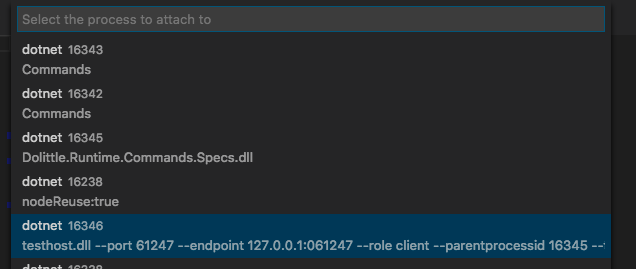 Select the process to attach to
dotnet 16343
Commands
dotnet 16342
Commands
dotnet 16345
Dolittle.Runtime.Commands.Specs.dll
dotnet 16238
nodeReuse:true
dotnet 16346
testhost.dll --port 61247 --endpoint 127.0.0.1:061247 --role client --parentprocessid 16345 --
dotnet 16238